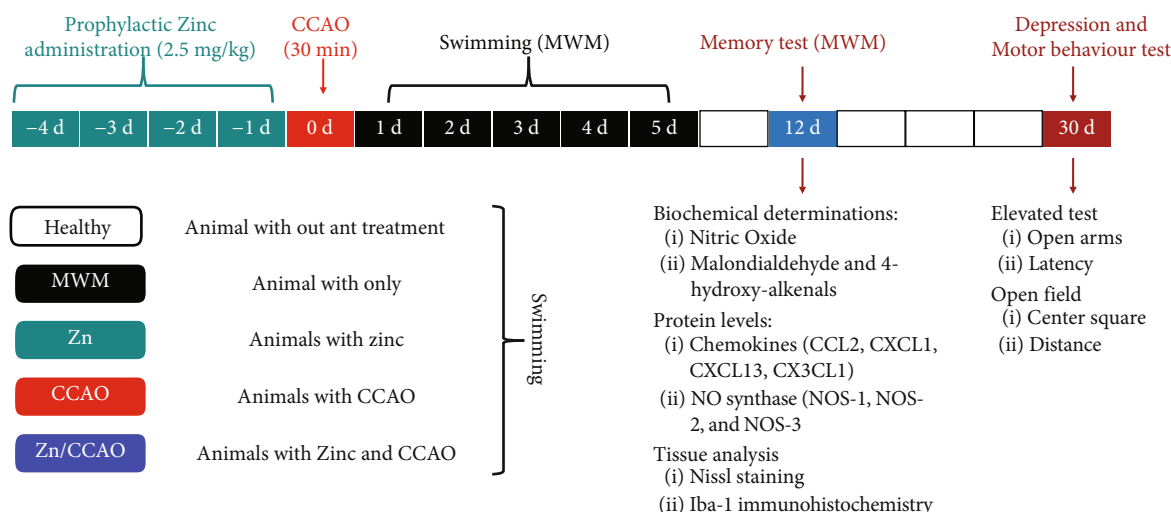 Prophylactic Zinc
administration (2.5 mg/kg)
CCAO
(30 min)
Swimming (MWM)
Memory test (MWM)
Depression and
Motor behaviour test
−4 d
−3 d
−2 d
−1 d
0 d
1 d
2 d
3 d
4 d
5 d
12 d
30 d
Healthy
Animal with out ant treatment
MWM
Animal with only
Zn
Animals with zinc
CCAO
Animals with CCAO
Zn/CCAO
Animals with Zinc and CCAO
Swimming
Biochemical determinations:
(i) Nitric Oxide
(ii) Malondialdehyde and 4-
hydroxy-alkenals
Protein levels:
(i) Chemokines (CCL2, CXCL1,
CXCL13, CX3CL1)
(ii) NO synthase (NOS-1, NOS-
2, and NOS-3
Tissue analysis
(i) Nissl staining
(ii) Iba-1 immunohistochemistry
Elevated test
(i) Open arms
(ii) Latency
Open field
(i) Center square
(ii) Distance